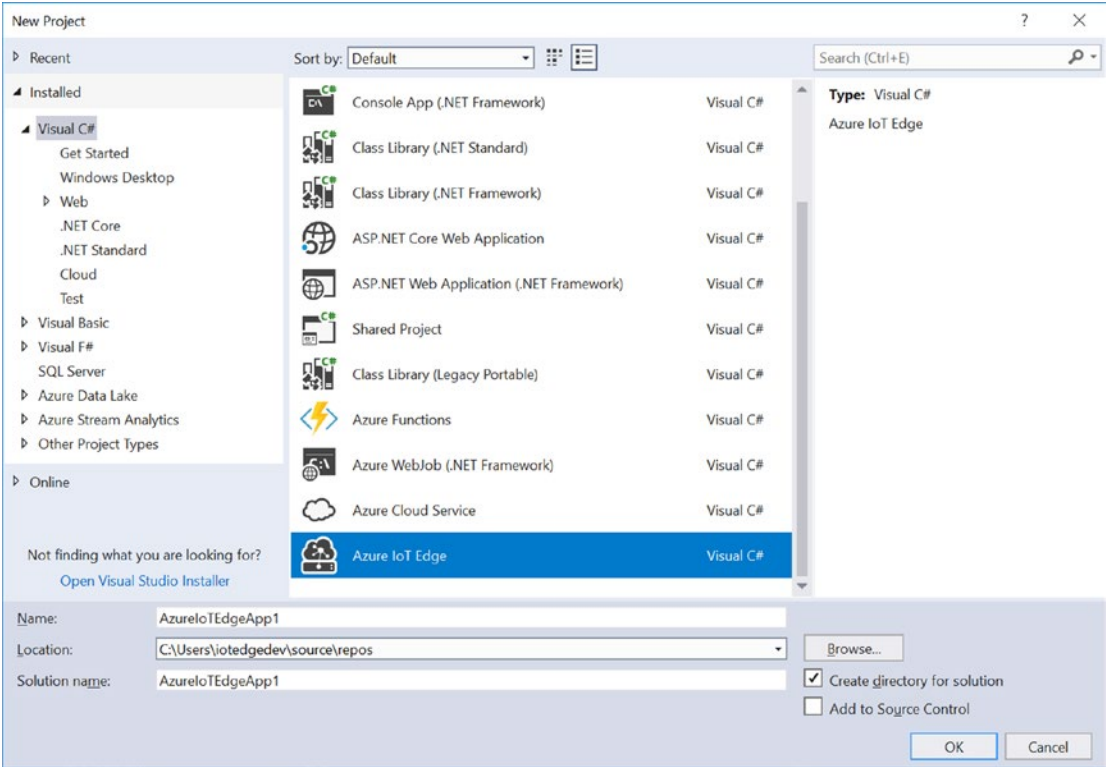 New Project
?
Recent
Sort by: Default
Search (Ctrl+E)
Installed
Visual C#
Get Started
Windows Desktop
Web
.NET Core
.NET Standard
Cloud
Test
Visual Basic
Visual F#
SQL Server
Azure Data Lake
Azure Stream Analytics
Other Project Types
Online
Not finding what you are looking for?
Open Visual Studio Installer
Console App (.NET Framework) Visual C#
Class Library (.NET Standard) Visual C#
Class Library (.NET Framework) Visual C#
ASP.NET Core Web Application Visual C#
ASP.NET Web Application (.NET Framework) Visual C#
Shared Project Visual C#
Class Library (Legacy Portable) Visual C#
Azure Functions Visual C#
Azure WebJob (.NET Framework) Visual C#
Azure Cloud Service Visual C#
Azure IoT Edge Visual C#
Type: Visual C#
Azure IoT Edge
Name: AzureIoTEdgeApp1
Location: C:\Users\iotedgedev\source\repos
Browse...
Solution name: AzureIoTEdgeApp1
Create directory for solution
Add to Source Control
OK Cancel